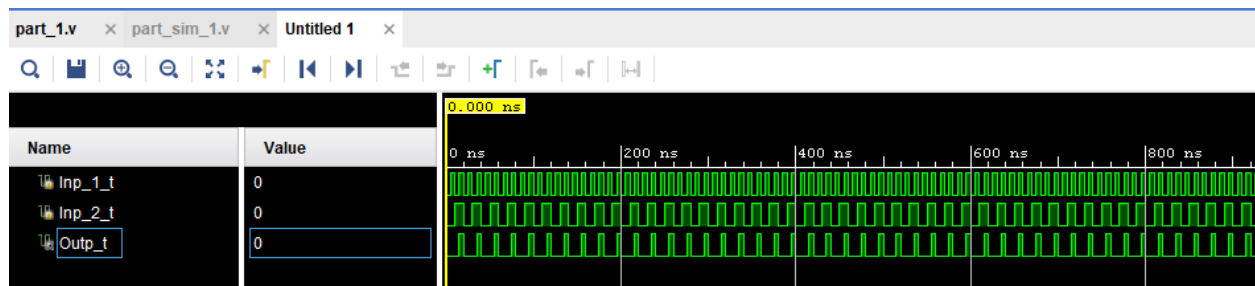 part_1.v × part_sim_1.v × Untitled 1 ×
0.000 ns
Name Value
0 ns 200 ns 400 ns 600 ns 800 ns
Inp_1_t 0
Inp_2_t 0
Outp_t 0